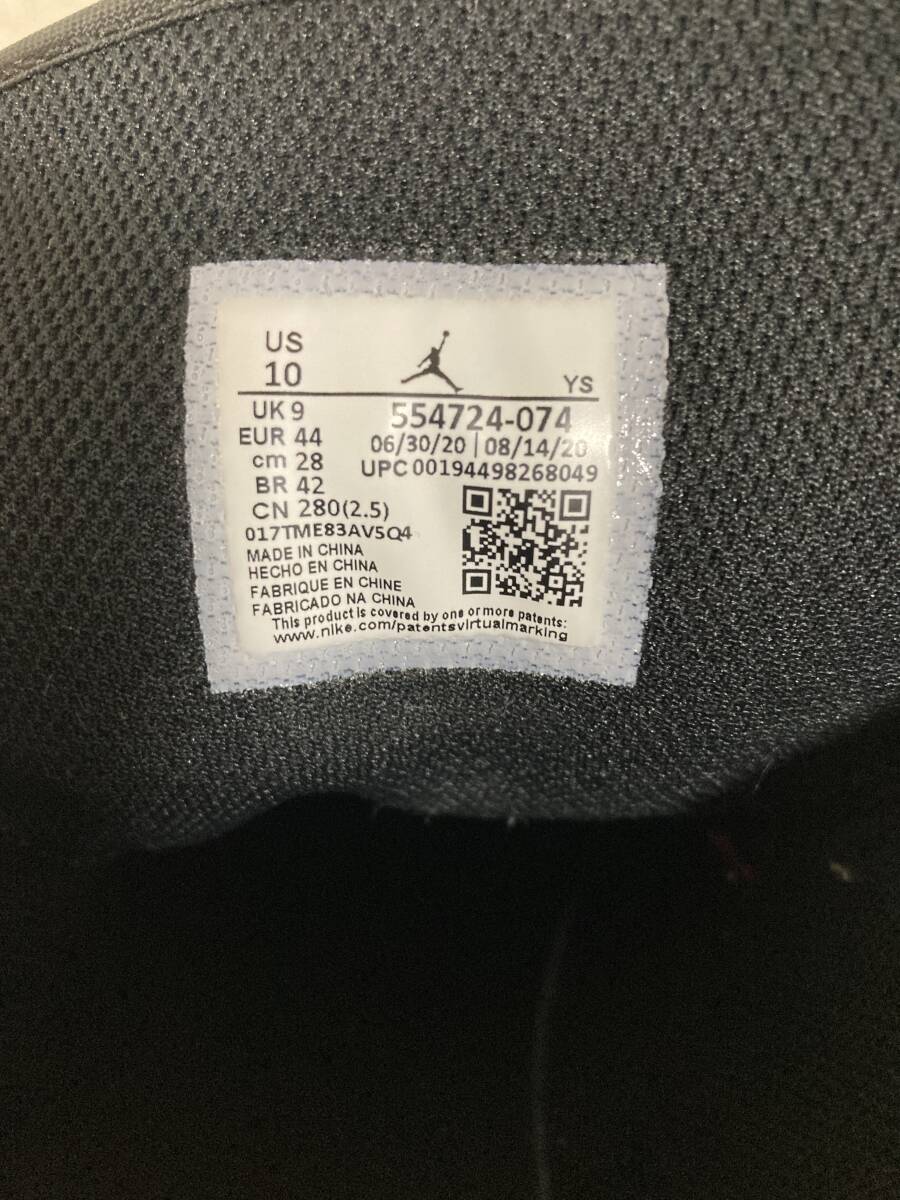 US
10
YS
UK 9
554724-074
EUR 44
06/30/20 | 08/14/20
cm 28
UPC 00194498268049
BR 42
CN 280(2.5)
017TME83AV5Q4
MADE IN CHINA
HECHO EN CHINA
FABRIQUE EN CHINE
FABRICADO NA CHINA
This product is covered by one or more patents:
www.nike.com/patentsvirtualmarking